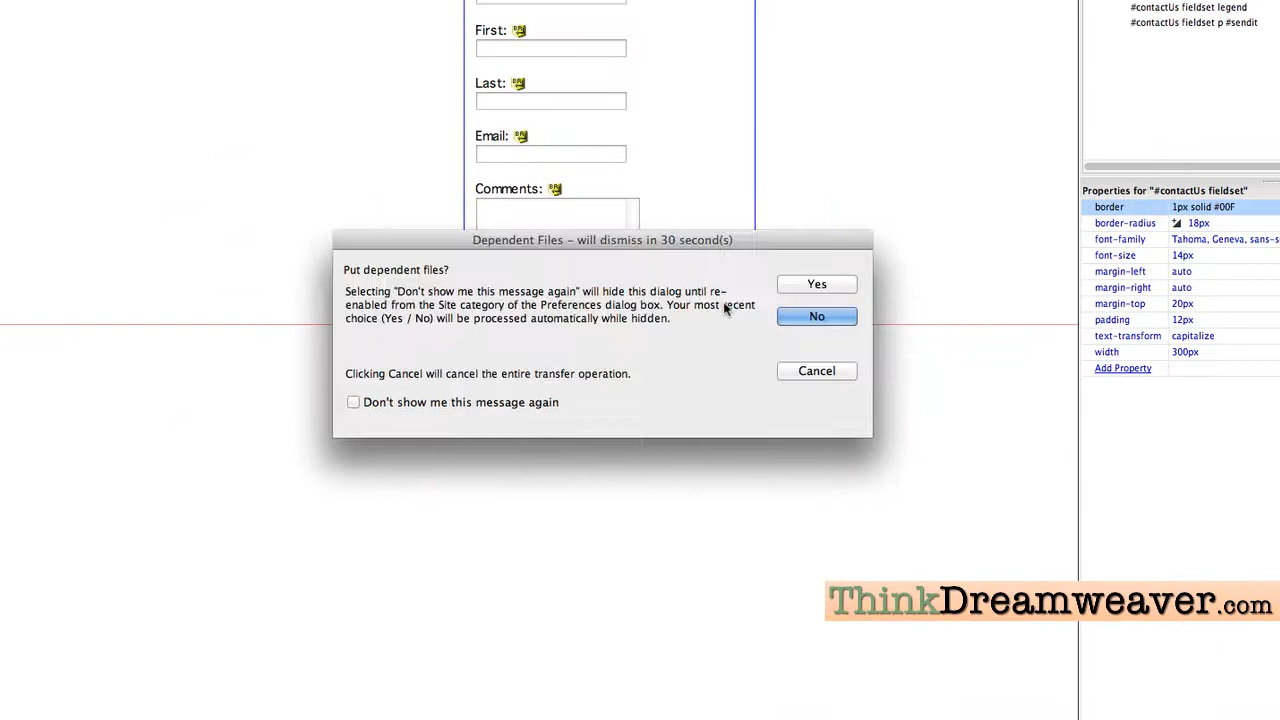 #contactUs fieldset legend
#contactUs fieldset p #sendit
First:
Last:
Email:
Comments:
Properties for "#contactUs fieldset"
border 1px solid #00F
border-radius 18px
font-family Tahoma, Geneva, sans-s
font-size 14px
margin-left auto
margin-right auto
margin-top 20px
padding 12px
text-transform capitalize
width 300px
Add Property
Dependent Files - will dismiss in 30 second(s)
Put dependent files?
Selecting "Don't show me this message again" will hide this dialog until re-
enabled from the Site category of the Preferences dialog box. Your most recent
choice (Yes / No) will be processed automatically while hidden.
Clicking Cancel will cancel the entire transfer operation.
Don't show me this message again
Yes
No
Cancel
ThinkDreamweaver.com